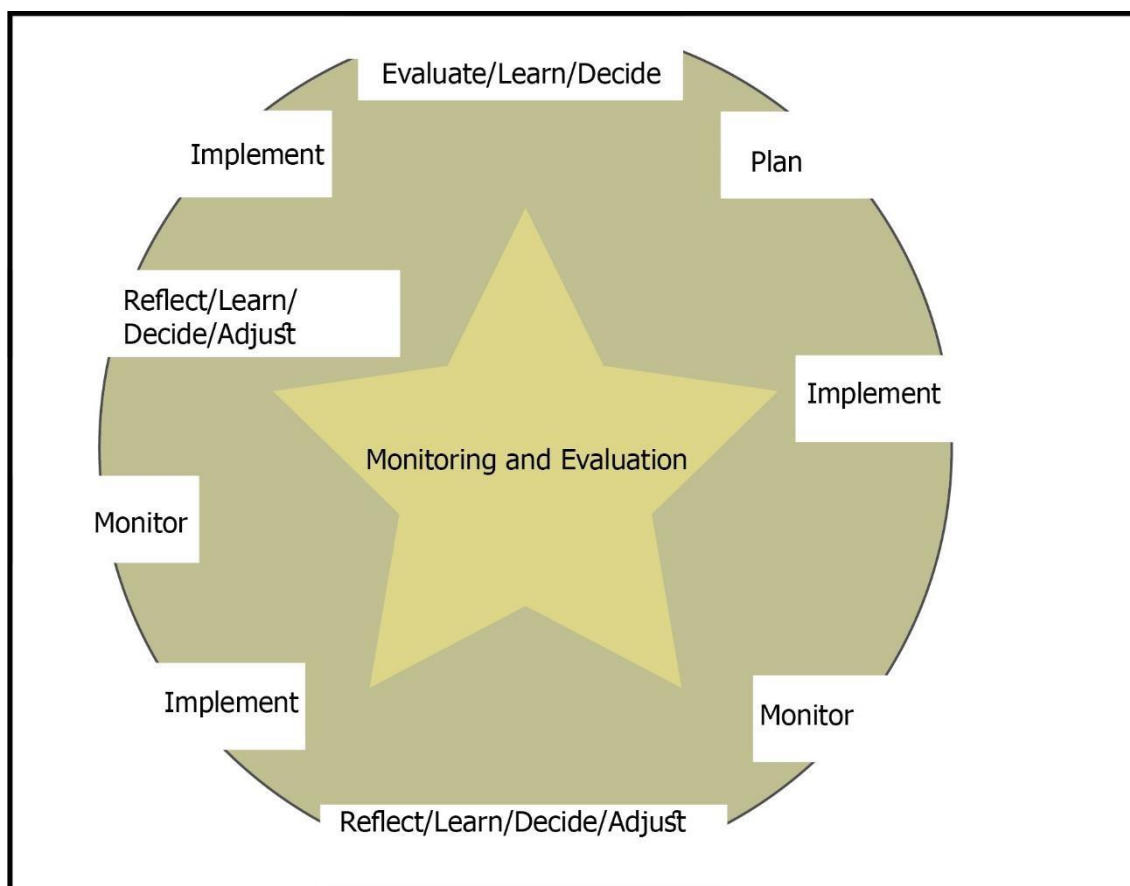 Evaluate/Learn/Decide
Implement
Plan
Reflect/Learn/
Decide/Adjust
Implement
Monitoring and Evaluation
Monitor
Implement
Monitor
Reflect/Learn/Decide/Adjust